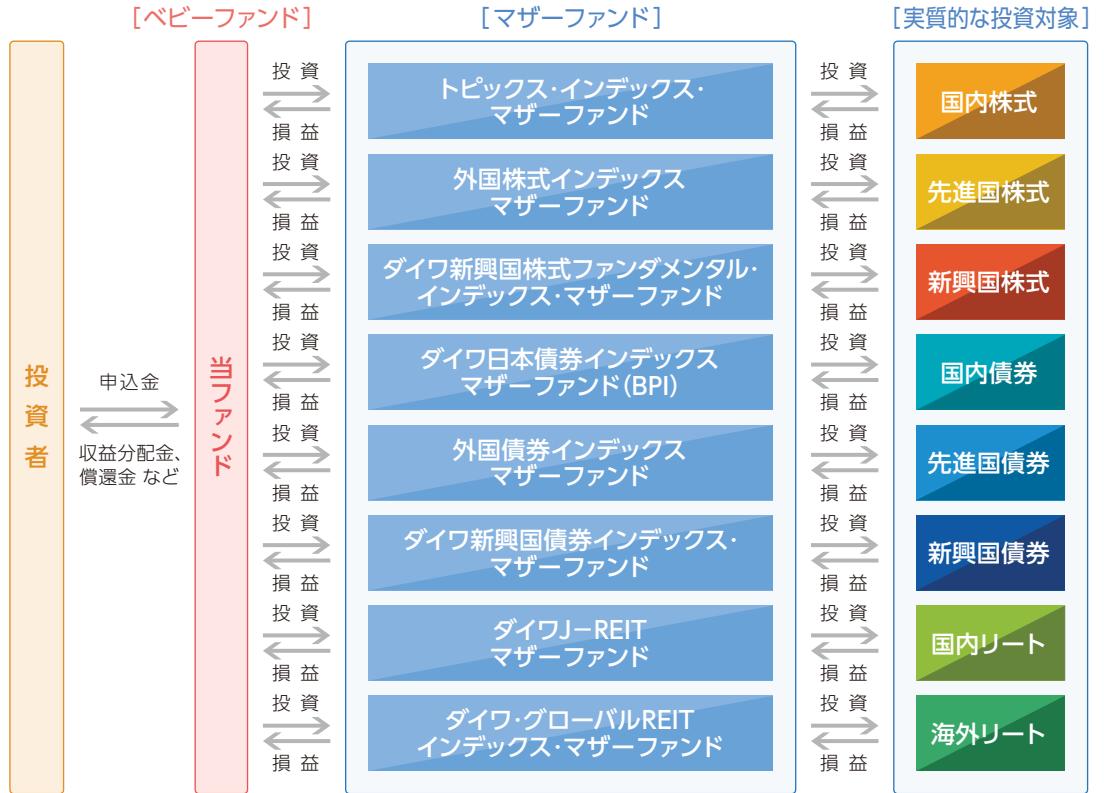 [ベビーファンド]
[マザーファンド]
[実質的な投資対象]
投資者
申込金
収益分配金、
償還金 など
当ファンド
投 資
損 益
トピックス・インデックス・
マザーファンド
投 資
損 益
国内株式
投 資
損 益
外国株式インデックス
マザーファンド
投 資
損 益
先進国株式
投 資
損 益
ダイワ新興国株式ファンダメンタル・
インデックス・マザーファンド
投 資
損 益
新興国株式
投 資
損 益
ダイワ日本債券インデックス
マザーファンド(BPI)
投 資
損 益
国内債券
投 資
損 益
外国債券インデックス
マザーファンド
投 資
損 益
先進国債券
投 資
損 益
ダイワ新興国債券インデックス・
マザーファンド
投 資
損 益
新興国債券
投 資
損 益
ダイワJ−REIT
マザーファンド
投 資
損 益
国内リート
投 資
損 益
ダイワ・グローバルREIT
インデックス・マザーファンド
投 資
損 益
海外リート